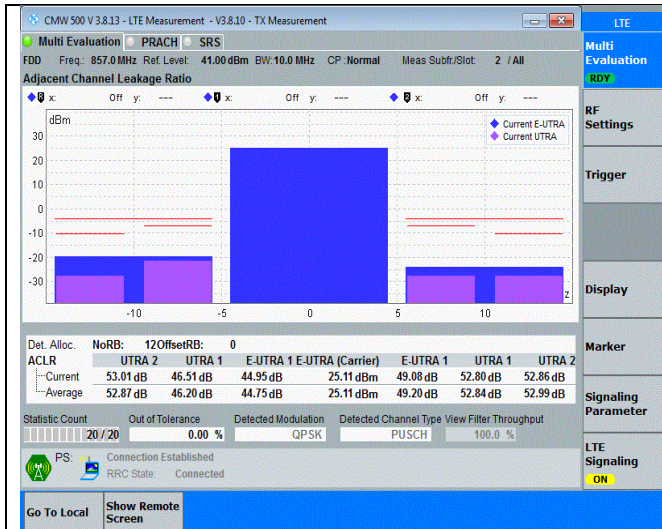 CMW 500 V 3.8.13 - LTE Measurement - V3.8.10 - TX Measurement
LTE
Multi Evaluation PRACH SRS
Multi Evaluation
RDY
FDD Freq.: 857.0 MHz Ref. Level: 41.00 dBm BW: 10.0 MHz CP : Normal Meas Subfr./Slot: 2 / All
Adjacent Channel Leakage Ratio
x: Off y: --- x: Off y: --- x: Off y: ---
dBm
Current E-UTRA
Current UTRA
30
20
10
0
-10
-20
-30
-10 -5 0 5 10
z
Det. Alloc. NoRB: 12 OffsetRB: 0
ACLR UTRA 2 UTRA 1 E-UTRA 1 E-UTRA (Carrier) E-UTRA 1 UTRA 1 UTRA 2
Current 53.01 dB 46.51 dB 44.95 dB 25.11 dBm 49.08 dB 52.80 dB 52.86 dB
Average 52.87 dB 46.20 dB 44.75 dB 25.11 dBm 49.20 dB 52.84 dB 52.99 dB
Statistic Count Out of Tolerance Detected Modulation Detected Channel Type View Filter Throughput
20 / 20 0.00 % QPSK PUSCH 100.0 %
PS: Connection Established
RRC State: Connected
RF
Settings
Trigger
Display
Marker
Signaling
Parameter
LTE
Signaling
ON
Go To Local
Show Remote
Screen